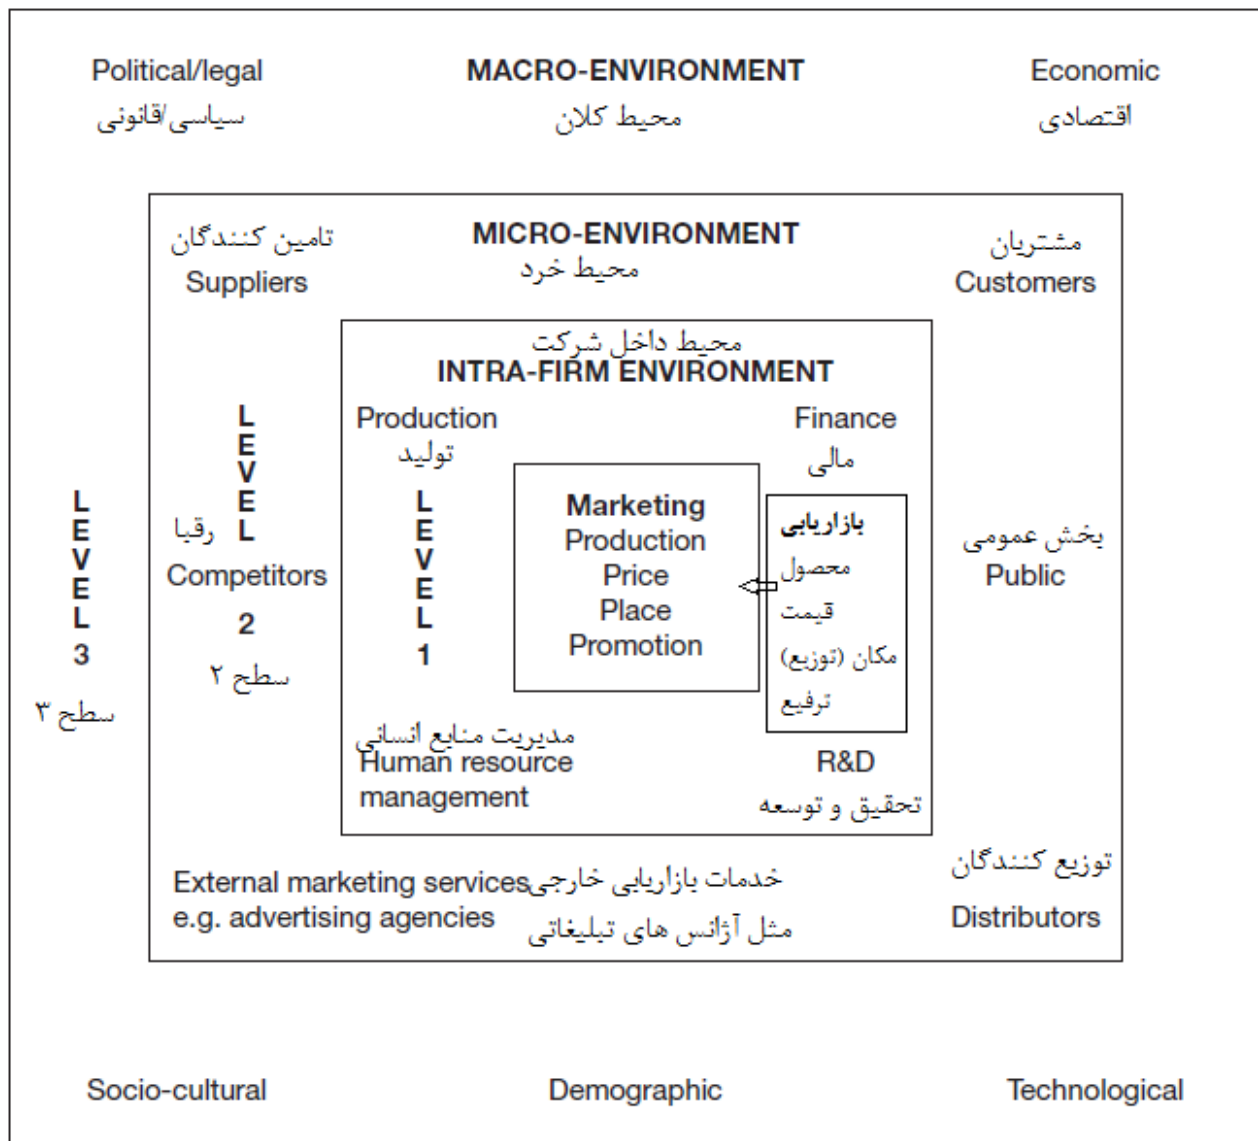 Political/legal
سیاسی/قانونی
MACRO-ENVIRONMENT
محیط کلان
Economic
اقتصادی
تامین کنندگان
Suppliers
MICRO-ENVIRONMENT
محیط خرد
مشتریان
Customers
محیط داخل شرکت
INTRA-FIRM ENVIRONMENT
Production
تولید
Finance
مالی
LEVEL
3
سطح ۳
LEVEL
2
سطح ۲
رقبا
Competitors
LEVEL
1
Marketing
Production
Price
Place
Promotion
بازاریابی
محصول
قیمت
مکان (توزیع)
ترفیع
بخش عمومی
Public
مدیریت منابع انسانی
Human resource
management
R&D
تحقیق و توسعه
External marketing services
e.g. advertising agencies
خدمات بازاریابی خارجی
مثل آژانس های تبلیغاتی
توزیع کنندگان
Distributors
Socio-cultural
Demographic
Technological